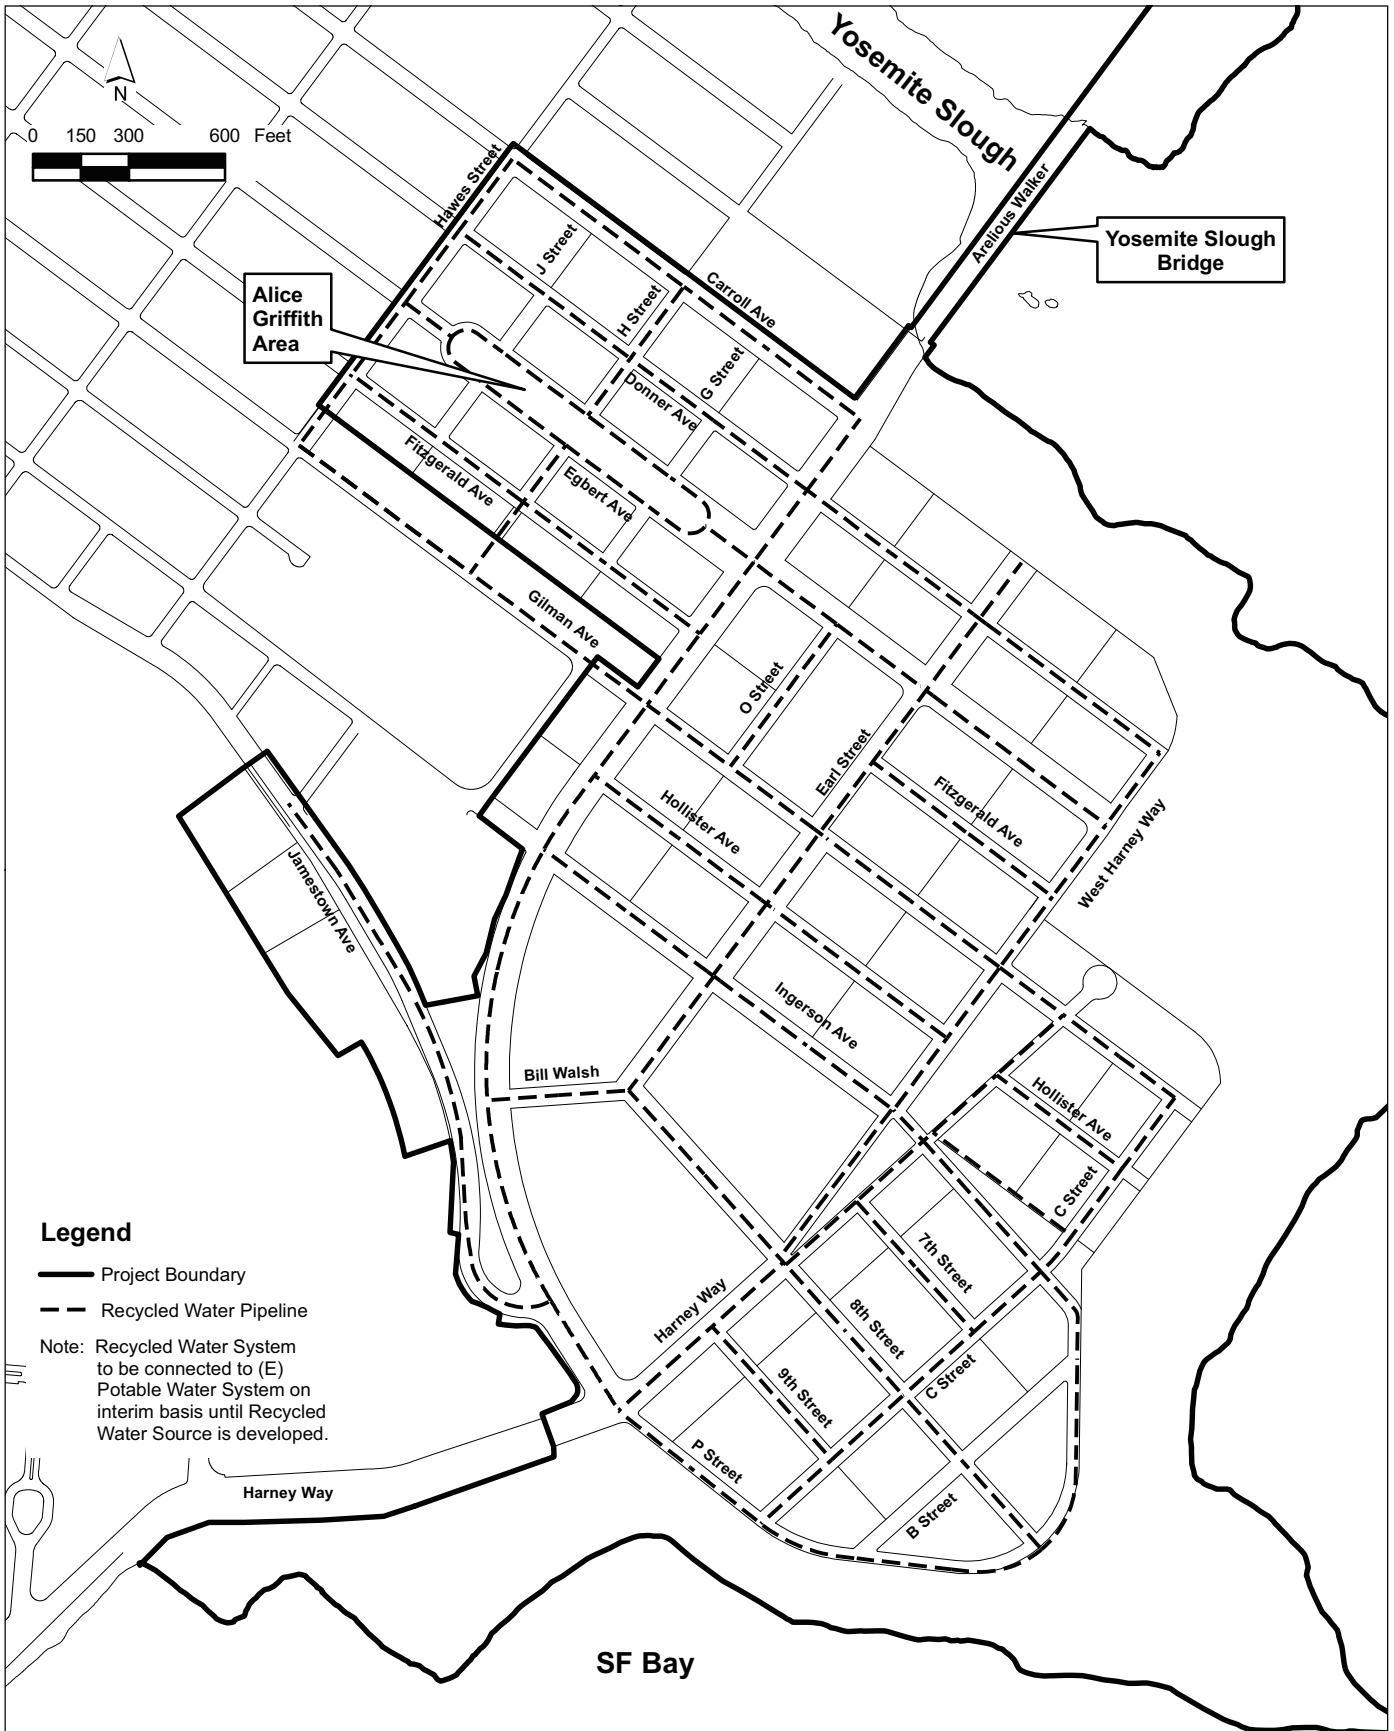 Yosemite Slough
N
0 150 300 600 Feet
Hawes Street
Arelious Walker
Yosemite Slough
Bridge
J Street
Carroll Ave
Alice
Griffith
Area
H Street
G Street
Donner Ave
Fitzgerald Ave
Egbert Ave
Gilman Ave
O Street
Earl Street
Hollister Ave
Fitzgerald Ave
West Harney Way
Jamestown Ave
Ingerson Ave
Bill Walsh
Hollister Ave
C Street
7th Street
Harney Way
8th Street
C Street
9th Street
P Street
B Street
Legend
Project Boundary
Recycled Water Pipeline
Note: Recycled Water System
to be connected to (E)
Potable Water System on
interim basis until Recycled
Water Source is developed.
Harney Way
SF Bay